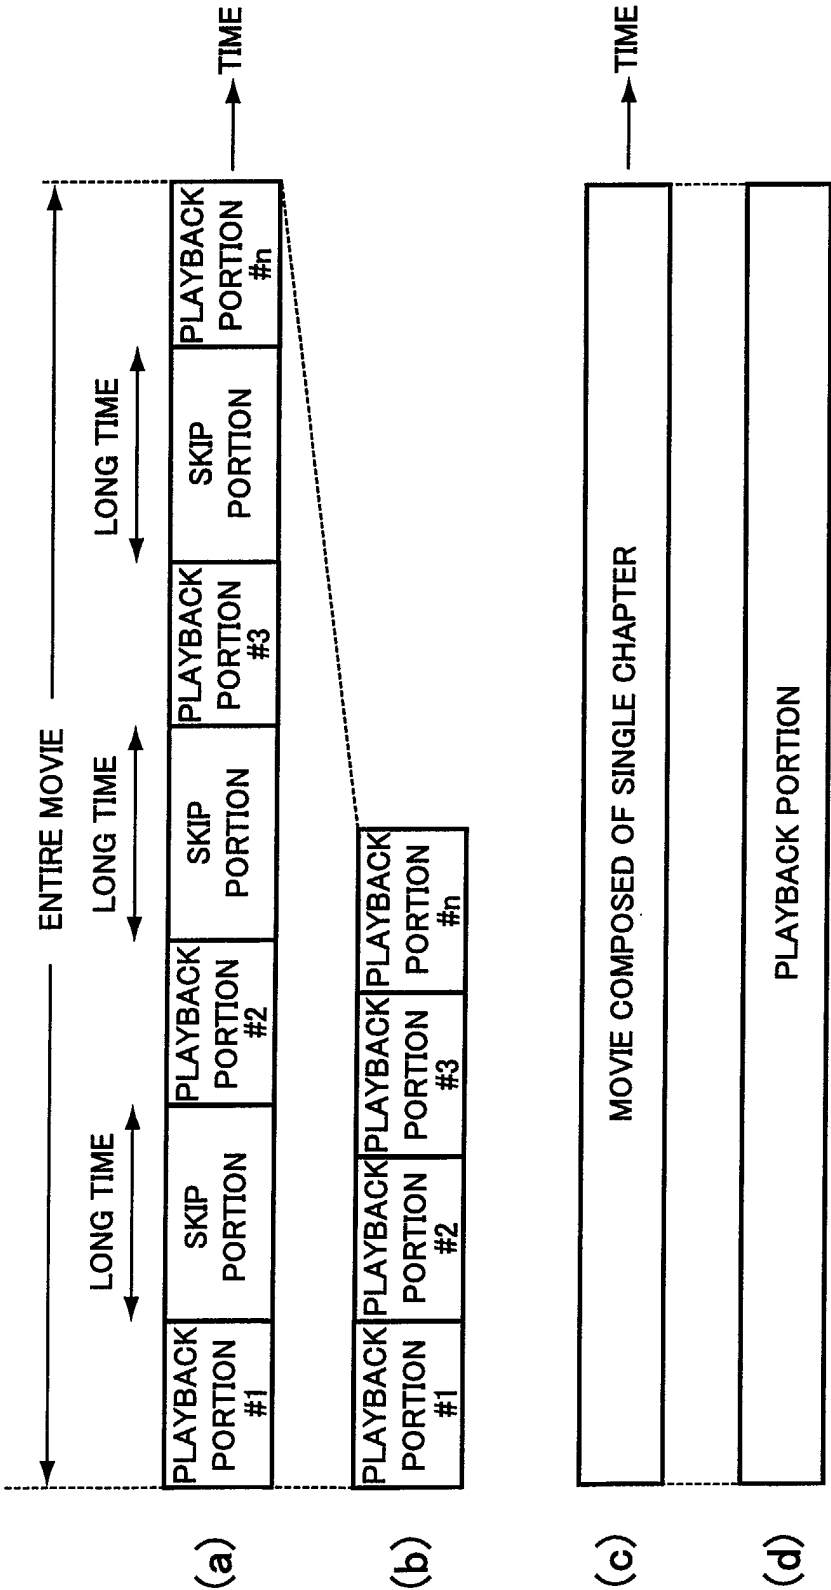 ENTIRE MOVIE
LONG TIME
LONG TIME
LONG TIME
(a)
PLAYBACK
PORTION
#1
SKIP
PORTION
PLAYBACK
PORTION
#2
SKIP
PORTION
PLAYBACK
PORTION
#3
SKIP
PORTION
PLAYBACK
PORTION
#n
TIME
(b)
PLAYBACK
PORTION
#1
PLAYBACK
PORTION
#2
PLAYBACK
PORTION
#3
PLAYBACK
PORTION
#n
(c)
MOVIE COMPOSED OF SINGLE CHAPTER
TIME
(d)
PLAYBACK PORTION